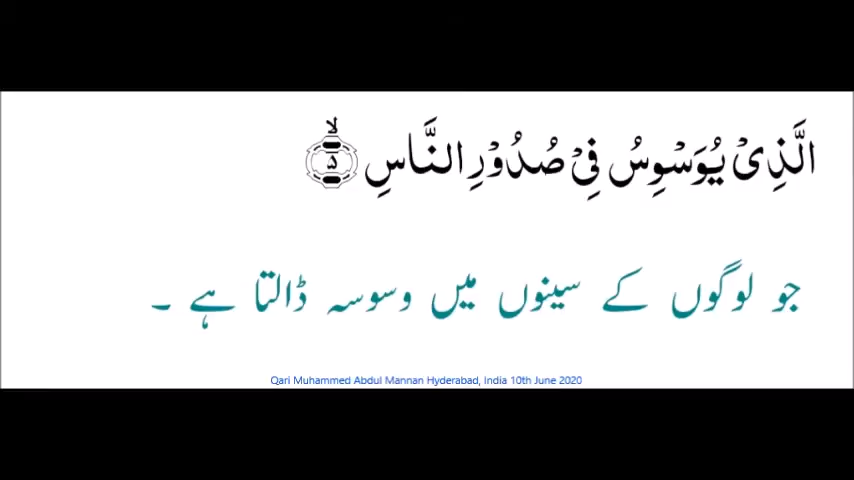 الَّذِیْ یُوَسْوِسُ فِیْ صُدُوْرِ النَّاسِ ۙ۵
جو لوگوں کے سینوں میں وسوسہ ڈالتا ہے ۔
Qari Muhammed Abdul Mannan Hyderabad, India 10th June 2020